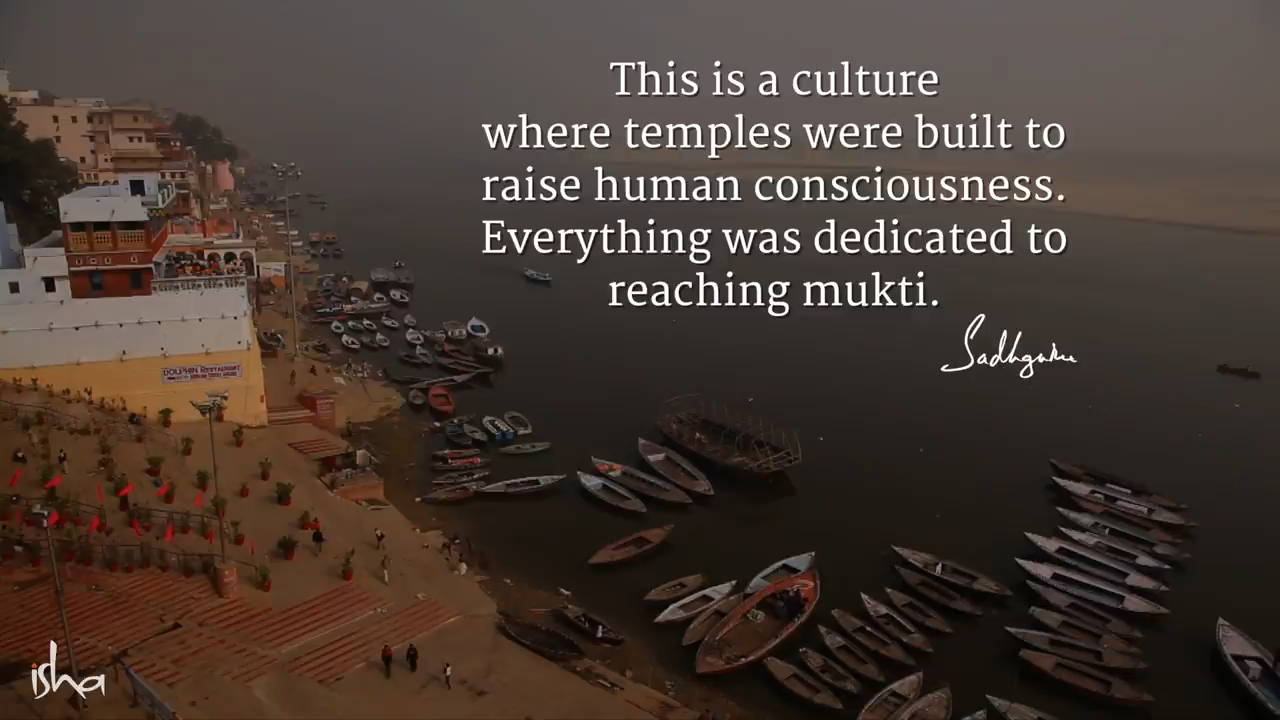 This is a culture
where temples were built to
raise human consciousness.
Everything was dedicated to
reaching mukti.
Sadhguru
DOLPHIN RESTAURANT
isha